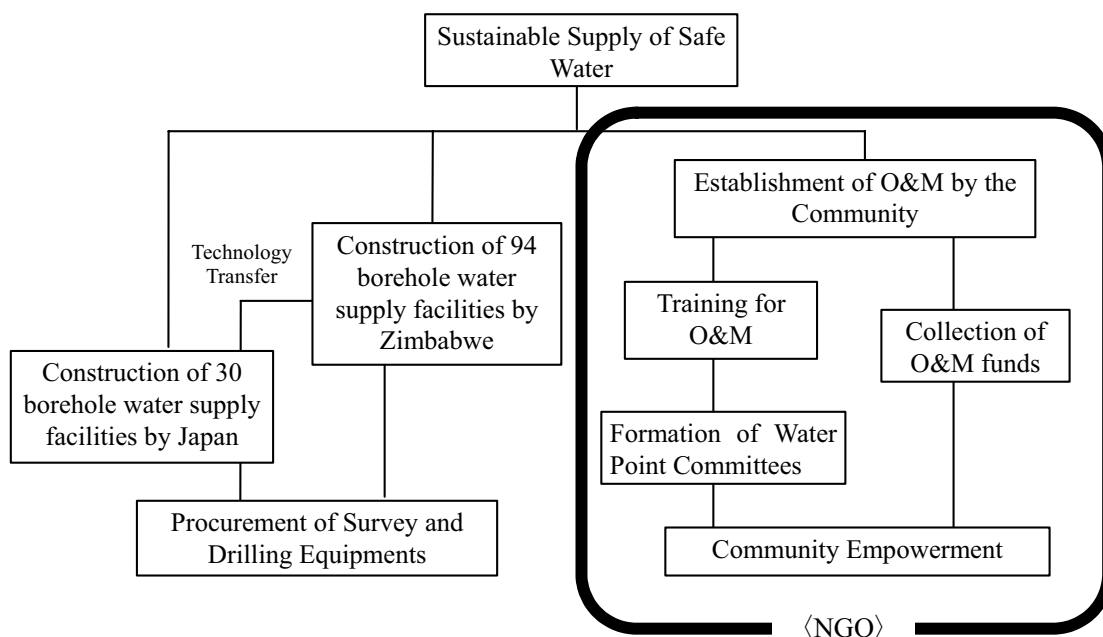 Sustainable Supply of Safe
Water
Establishment of O&M by the
Community
Technology
Transfer
Construction of 94
borehole water
supply facilities by
Zimbabwe
Training for
O&M
Collection of
O&M funds
Construction of 30
borehole water supply
facilities by Japan
Formation of Water
Point Committees
Procurement of Survey and
Drilling Equipments
Community Empowerment
〈NGO〉